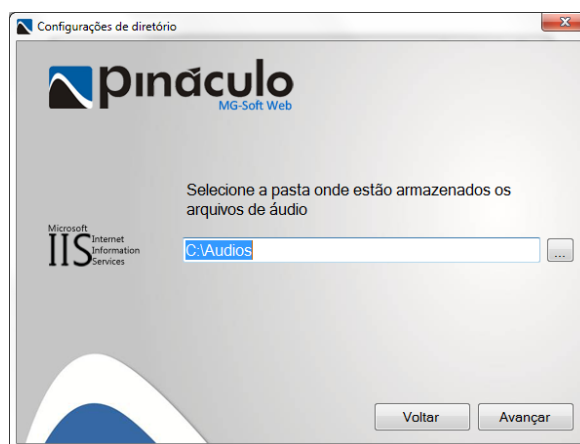 Configurações de diretório
x
pináculo
MG-Soft Web
Selecione a pasta onde estão armazenados os
arquivos de áudio
Microsoft
IIS
Internet
Information
Services
C:\Audios
...
Voltar
Avançar